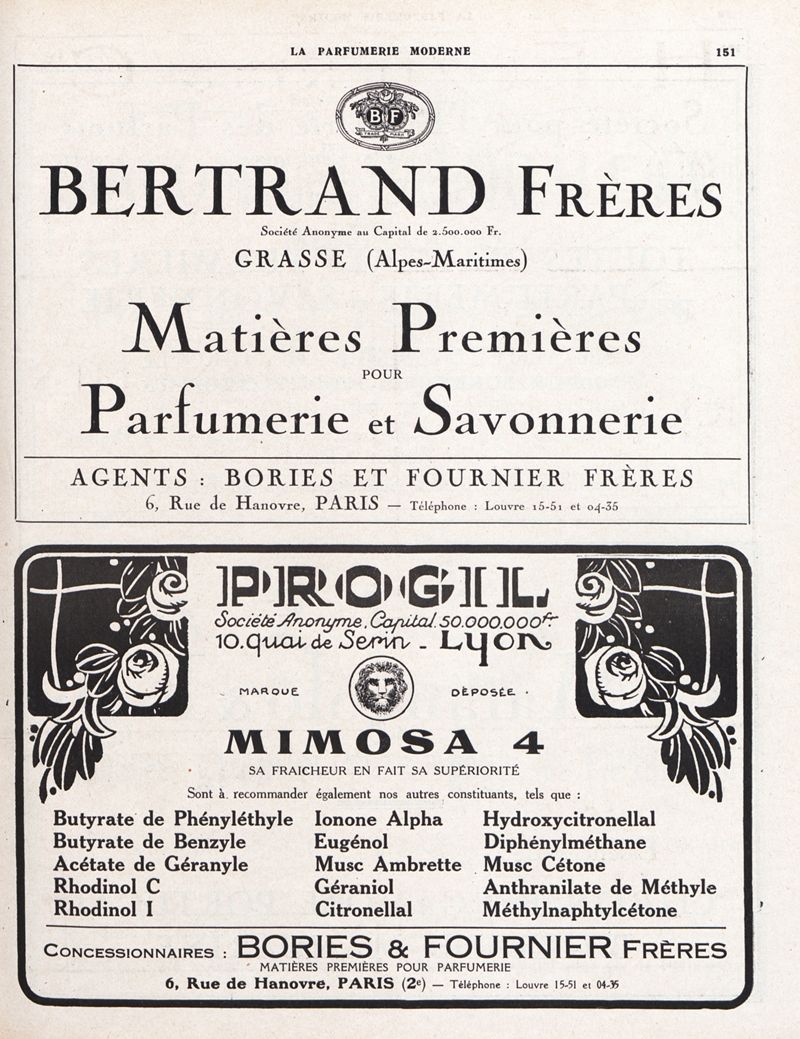 LA PARFUMERIE MODERNE 151
B F
TRADE MARK
BERTRAND FRÈRES
Société Anonyme au Capital de 2.500.000 Fr.
GRASSE (Alpes-Maritimes)
Matières Premières
POUR
Parfumerie et Savonnerie
AGENTS : BORIES ET FOURNIER FRÈRES
6, Rue de Hanovre, PARIS — Téléphone : Louvre 15-51 et 04-35
PROGIL
Société Anonyme, Capital 50.000.000fr
10, quai de Serin - Lyon
MARQUE DÉPOSÉE
MIMOSA 4
SA FRAICHEUR EN FAIT SA SUPÉRIORITÉ
Sont à recommander également nos autres constituants, tels que :
Butyrate de Phényléthyle Ionone Alpha Hydroxycitronellal
Butyrate de Benzyle Eugénol Diphénylméthane
Acétate de Géranyle Musc Ambrette Musc Cétone
Rhodinol C Géraniol Anthranilate de Méthyle
Rhodinol I Citronellal Méthylnaphtylcétone
CONCESSIONNAIRES : BORIES & FOURNIER FRÈRES
MATIÈRES PREMIÈRES POUR PARFUMERIE
6, Rue de Hanovre, PARIS (2e) — Téléphone : Louvre 15-51 et 04-35